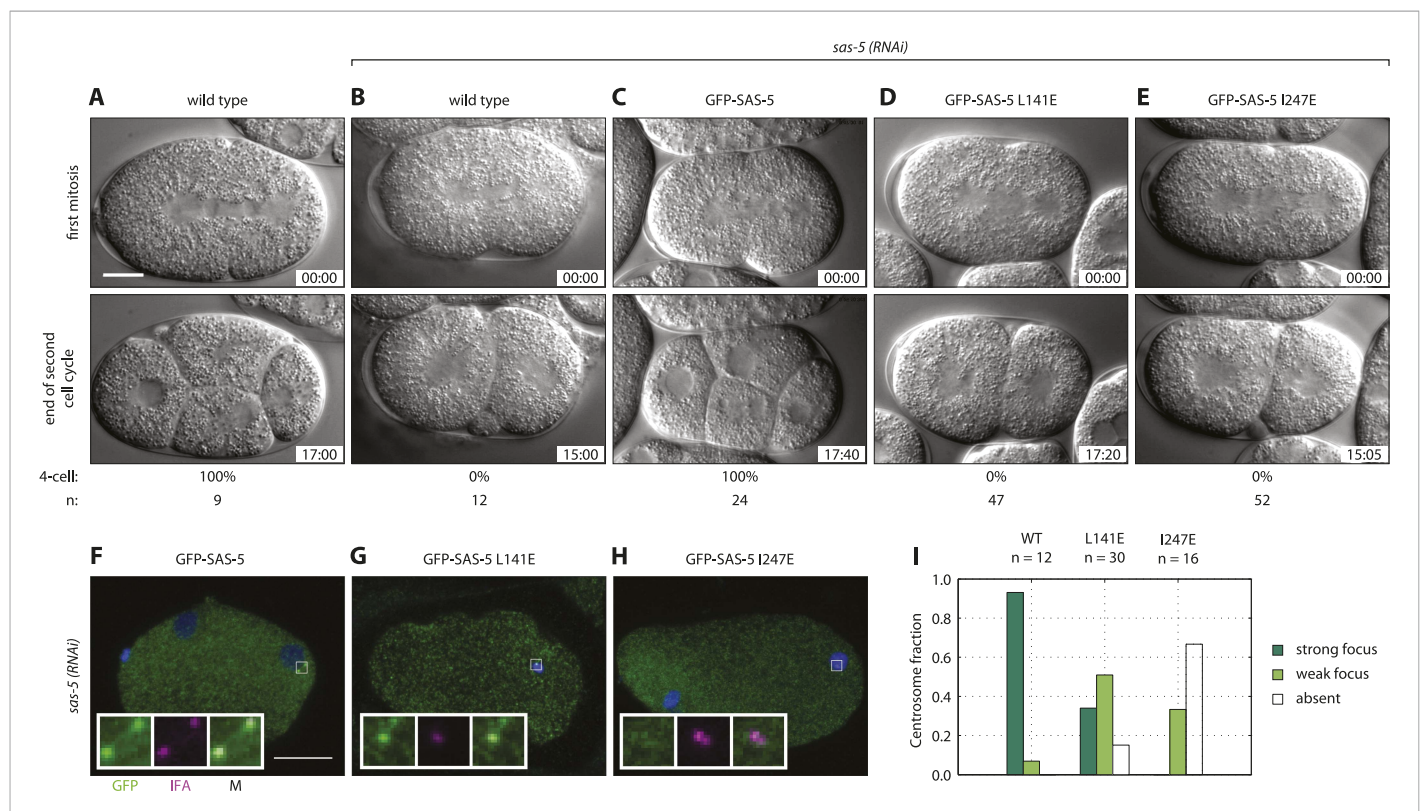 sas-5 (RNAi)
A wild type
B wild type
C GFP-SAS-5
D GFP-SAS-5 L141E
E GFP-SAS-5 I247E
first mitosis
00:00
00:00
00:00
00:00
00:00
end of second
cell cycle
17:00
15:00
17:40
17:20
15:05
4-cell: 100% 0% 100% 0% 0%
n: 9 12 24 47 52
F GFP-SAS-5
G GFP-SAS-5 L141E
H GFP-SAS-5 I247E
sas-5 (RNAi)
GFP IFA M
I
WT L141E I247E
n = 12 n = 30 n = 16
Centrosome fraction
1.0
0.8
0.6
0.4
0.2
0.0
strong focus
weak focus
absent